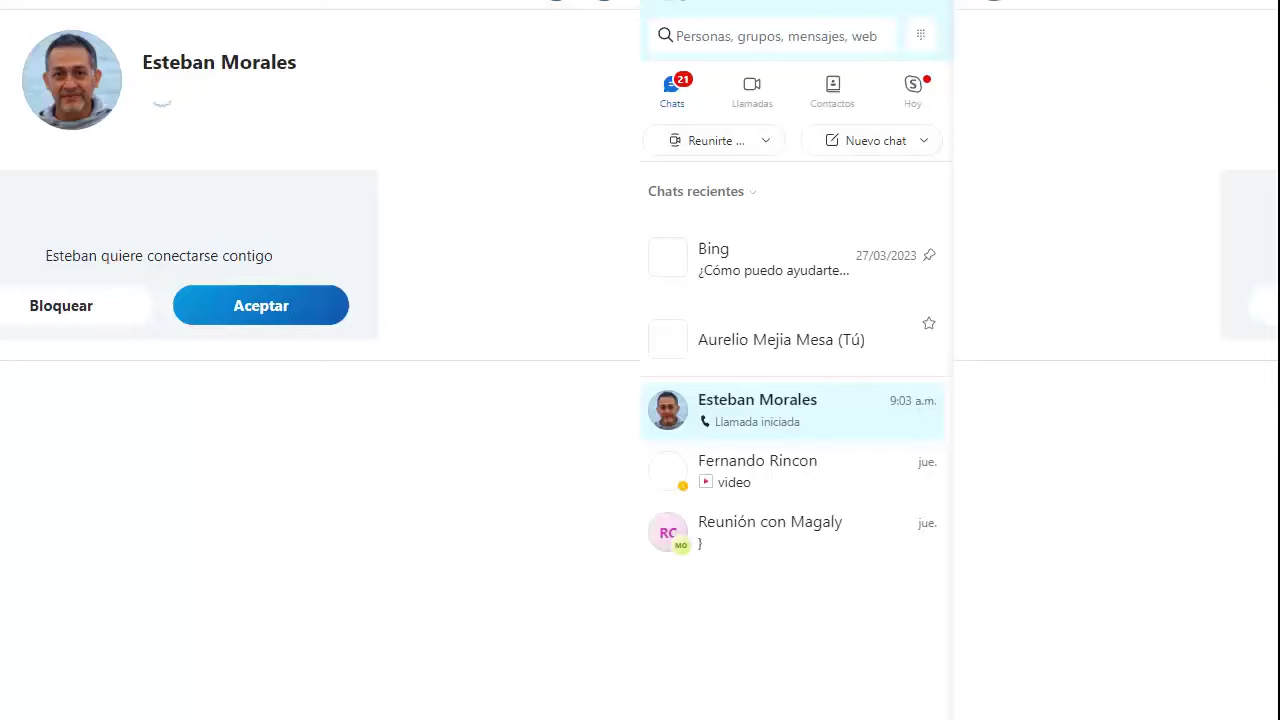 Esteban Morales
Esteban quiere conectarse contigo
Bloquear
Aceptar
Personas, grupos, mensajes, web
21
Chats
Llamadas
Contactos
Hoy
Reunirte ...
Nuevo chat
Chats recientes
Bing
27/03/2023
¿Cómo puedo ayudarte...
Aurelio Mejia Mesa (Tú)
Esteban Morales
9:03 a.m.
Llamada iniciada
Fernando Rincon
jue.
video
Reunión con Magaly
jue.
RC
MO
}